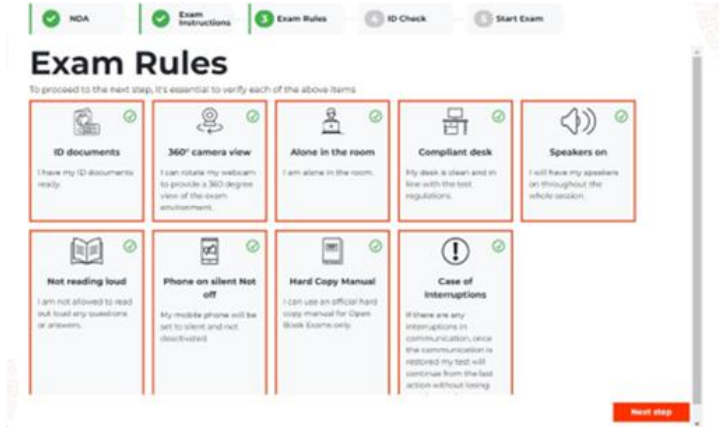 NDA
Exam
Instructions
3 Exam Rules
4 ID Check
5 Start Exam
Exam Rules
To proceed to the next step, it's essential to verify each of the above items
ID documents
I have my ID documents
ready.
360° camera view
I can rotate my webcam
to provide a 360 degree
view of the exam
environment.
Alone in the room
I am alone in the room.
Compliant desk
My desk is clean and in
line with the test
regulations.
Speakers on
I will have my speakers
on throughout the
whole session.
Not reading loud
I am not allowed to read
out loud any questions
or answers.
Phone on silent Not
off
My mobile phone will be
set to silent and not
deactivated
Hard Copy Manual
I can use an official hard
copy manual for Open
Book Exams only.
Case of
Interruptions
If there are any
interruptions in
communication, once
the communication is
restored my test will
continue from the last
action without losing
Next step